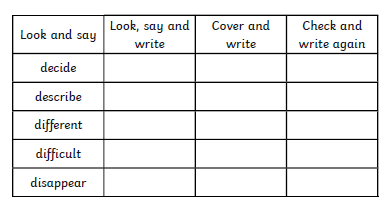 Look and say
Look, say and write
Cover and write
Check and write again
decide
describe
different
difficult
disappear